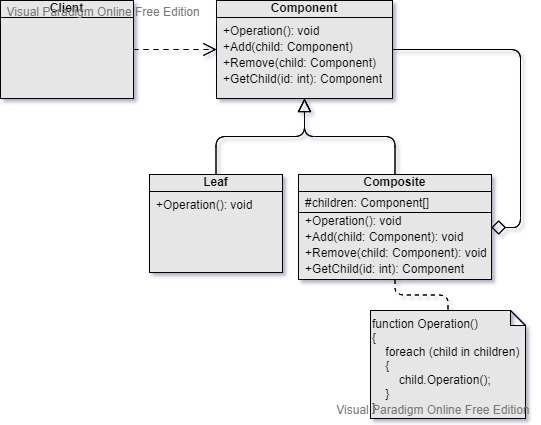 Visual Paradigm Online Free Edition
Client
Component
+Operation(): void
+Add(child: Component)
+Remove(child: Component)
+GetChild(id: int): Component
Leaf
+Operation(): void
Composite
#children: Component[]
+Operation(): void
+Add(child: Component): void
+Remove(child: Component): void
+GetChild(id: int): Component
function Operation()
{
foreach (child in children)
{
child.Operation();
}
}
Visual Paradigm Online Free Edition